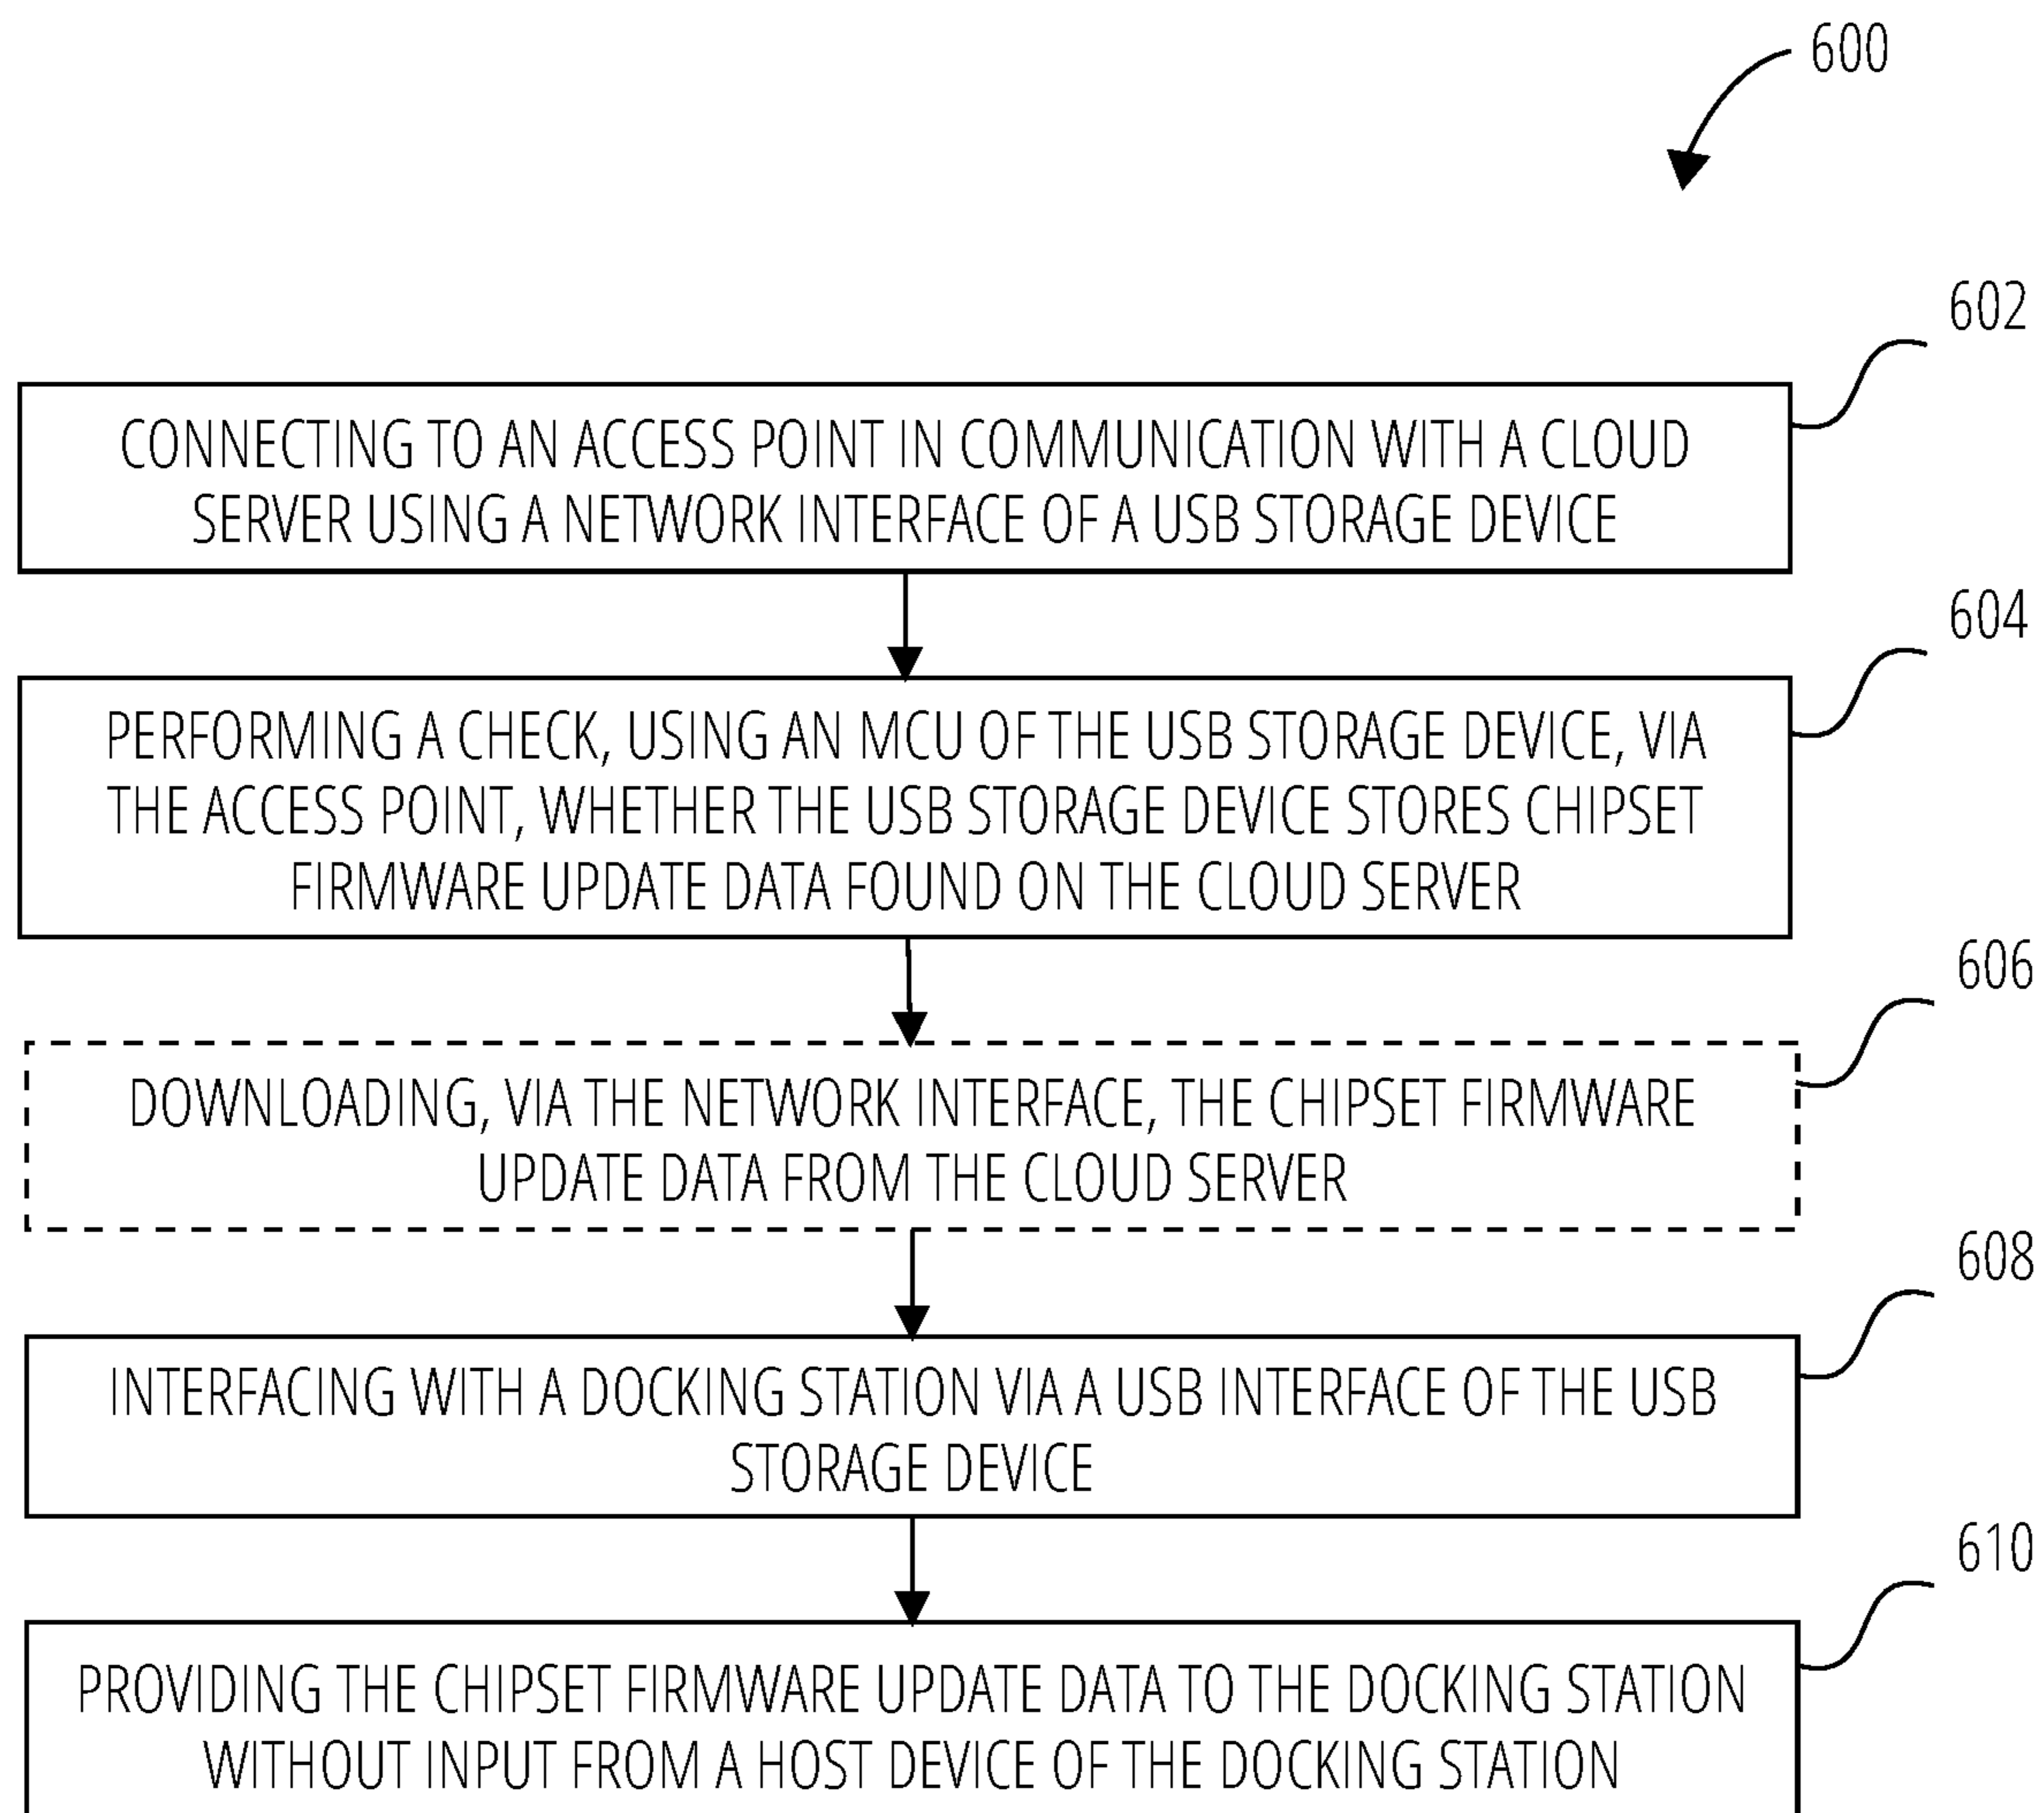 600
602
CONNECTING TO AN ACCESS POINT IN COMMUNICATION WITH A CLOUD
SERVER USING A NETWORK INTERFACE OF A USB STORAGE DEVICE
604
PERFORMING A CHECK, USING AN MCU OF THE USB STORAGE DEVICE, VIA
THE ACCESS POINT, WHETHER THE USB STORAGE DEVICE STORES CHIPSET
FIRMWARE UPDATE DATA FOUND ON THE CLOUD SERVER
606
DOWNLOADING, VIA THE NETWORK INTERFACE, THE CHIPSET FIRMWARE
UPDATE DATA FROM THE CLOUD SERVER
608
INTERFACING WITH A DOCKING STATION VIA A USB INTERFACE OF THE USB
STORAGE DEVICE
610
PROVIDING THE CHIPSET FIRMWARE UPDATE DATA TO THE DOCKING STATION
WITHOUT INPUT FROM A HOST DEVICE OF THE DOCKING STATION